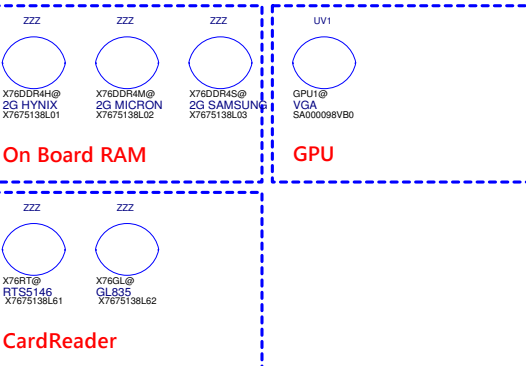 ZZZ
X76DDR4H@
2G HYNIX
X7675138L01
ZZZ
X76DDR4M@
2G MICRON
X7675138L02
ZZZ
X76DDR4S@
2G SAMSUNG
X7675138L03
On Board RAM
UV1
GPU1@
VGA
SA000098VB0
GPU
ZZZ
X76RT@
RTS5146
X7675138L61
ZZZ
X76GL@
GL835
X7675138L62
CardReader